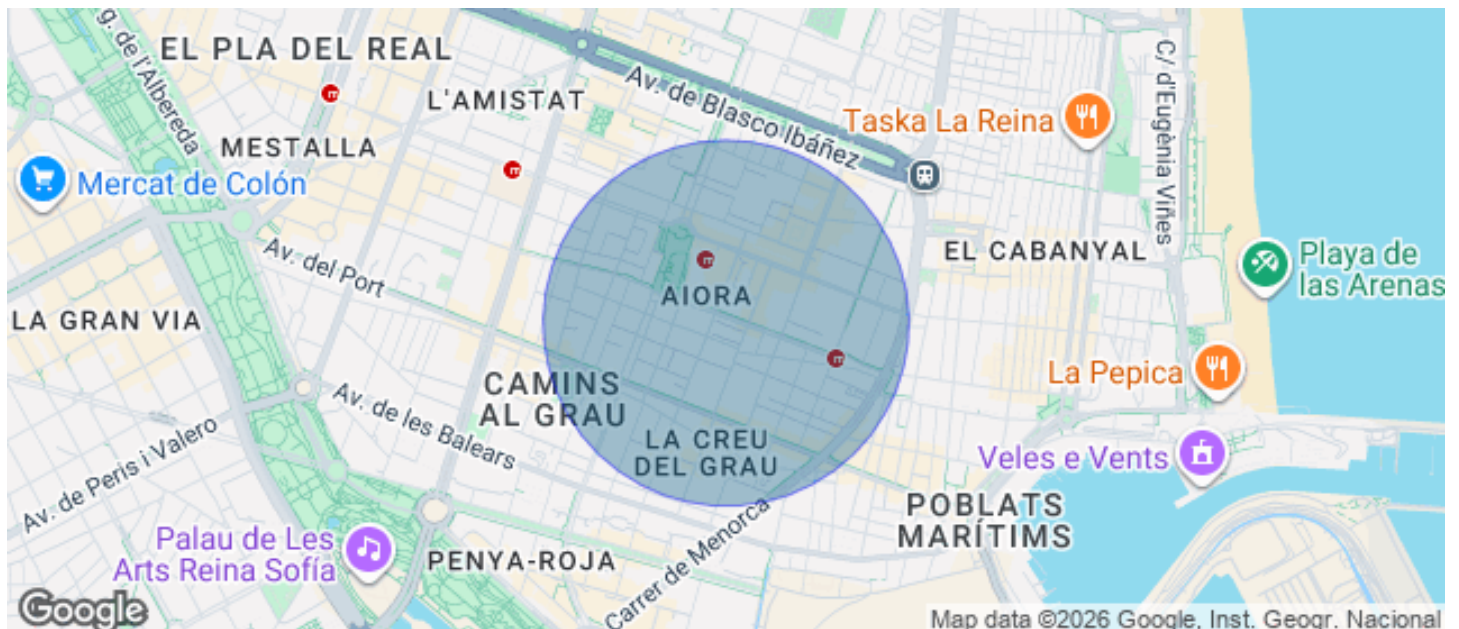 g. de l'Albereda
EL PLA DEL REAL
L'AMISTAT
Av. de Blasco Ibáñez
C/ d'Eugènia Viñes
Taska La Reina
MESTALLA
Mercat de Colón
Av. del Port
EL CABANYAL
Playa de
las Arenas
AIORA
LA GRAN VIA
La Pepica
CAMINS
AL GRAU
Av. de les Balears
LA CREU
DEL GRAU
Veles e Vents
Av. de Peris i Valero
POBLATS
MARÍTIMS
Palau de Les
Arts Reina Sofía
PENYA-ROJA
Carrer de Menorca
Google
Map data ©2026 Google, Inst. Geogr. Nacional